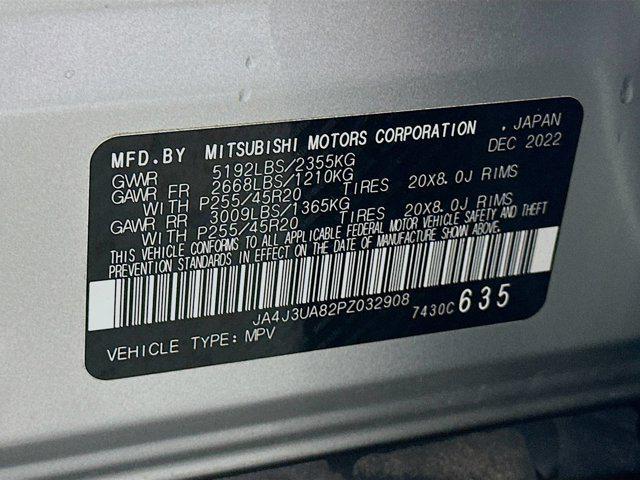 MFD.BY MITSUBISHI MOTORS CORPORATION , JAPAN
DEC 2022
GVWR 5192LBS/2355KG
GAWR FR 2668LBS/1210KG
WITH P255/45R20 TIRES 20X8.0J RIMS
GAWR RR 3009LBS/1365KG
WITH P255/45R20 TIRES 20X8.0J RIMS
THIS VEHICLE CONFORMS TO ALL APPLICABLE FEDERAL MOTOR VEHICLE SAFETY AND THEFT
PREVENTION STANDARDS IN EFFECT ON THE DATE OF MANUFACTURE SHOWN ABOVE.
JA4J3UA82PZ032908
7430C 635
VEHICLE TYPE:MPV